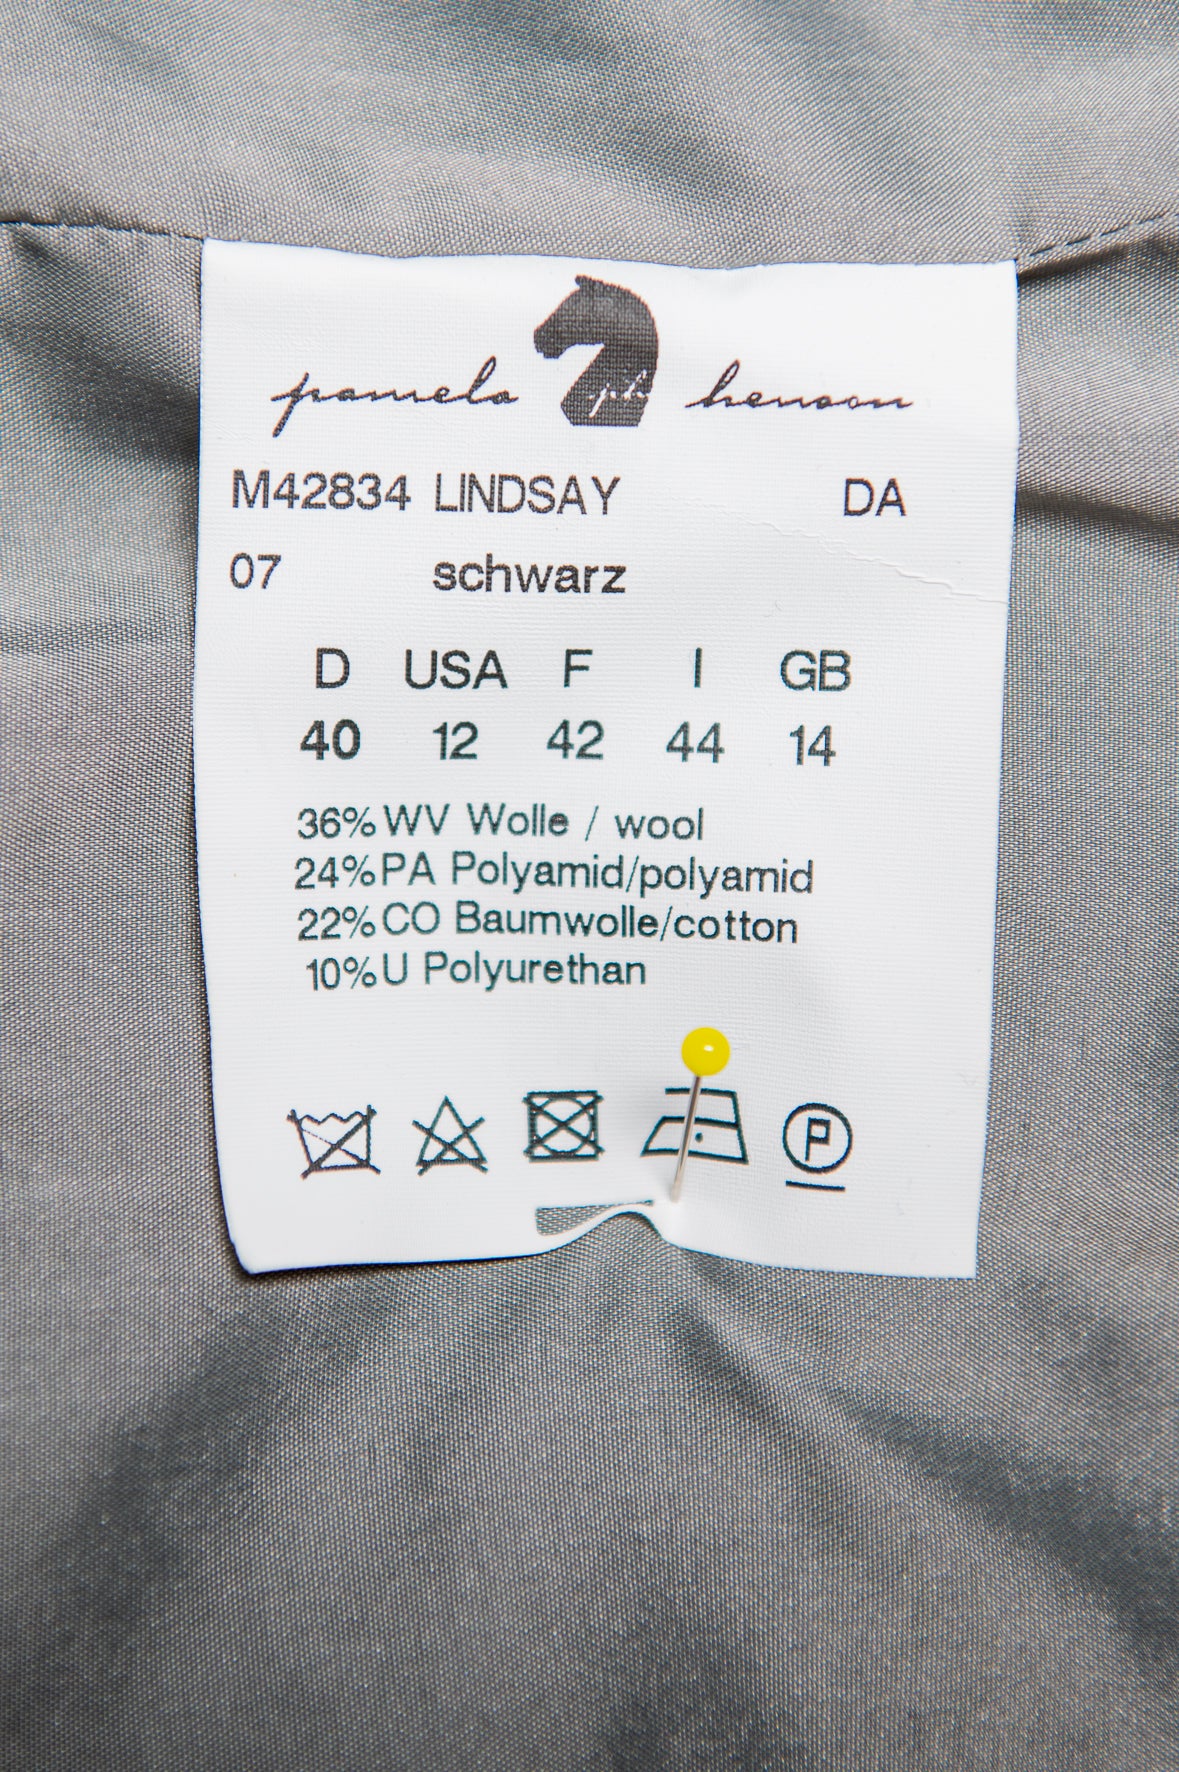 pamela ph henson
M42834 LINDSAY DA
07 schwarz
D USA F I GB
40 12 42 44 14
36% WV Wolle / wool
24% PA Polyamid/polyamid
22% CO Baumwolle/cotton
10% U Polyurethan
P